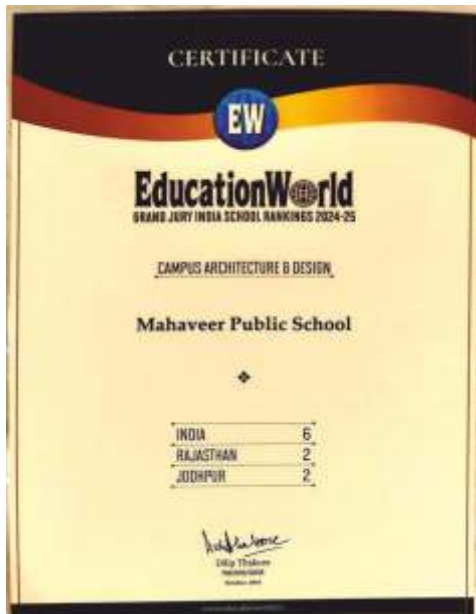 CERTIFICATE
EW
EducationWorld
GRAND JURY INDIA SCHOOL RANKINGS 2024-25
CAMPUS ARCHITECTURE & DESIGN
Mahaveer Public School
INDIA 6
RAJASTHAN 2
JODHPUR 2
Dilip Thakore